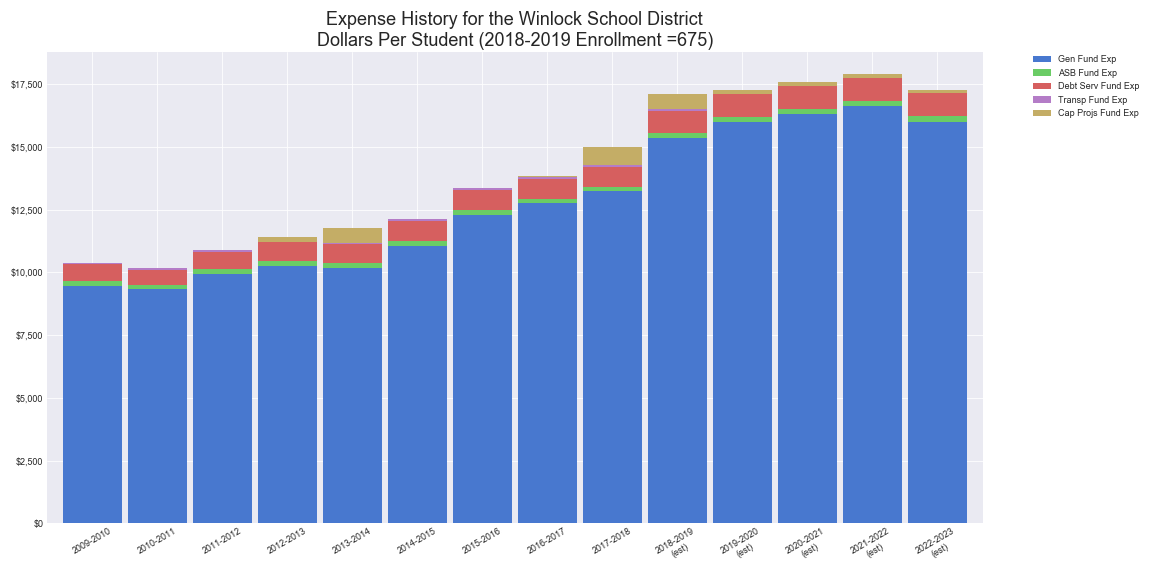 Expense History for the Winlock School District
Dollars Per Student (2018-2019 Enrollment =675)
Gen Fund Exp
ASB Fund Exp
Debt Serv Fund Exp
Transp Fund Exp
Cap Projs Fund Exp
$17,500
$15,000
$12,500
$10,000
$7,500
$5,000
$2,500
$0
2009-2010
2010-2011
2011-2012
2012-2013
2013-2014
2014-2015
2015-2016
2016-2017
2017-2018
2018-2019
(est)
2019-2020
(est)
2020-2021
(est)
2021-2022
(est)
2022-2023
(est)